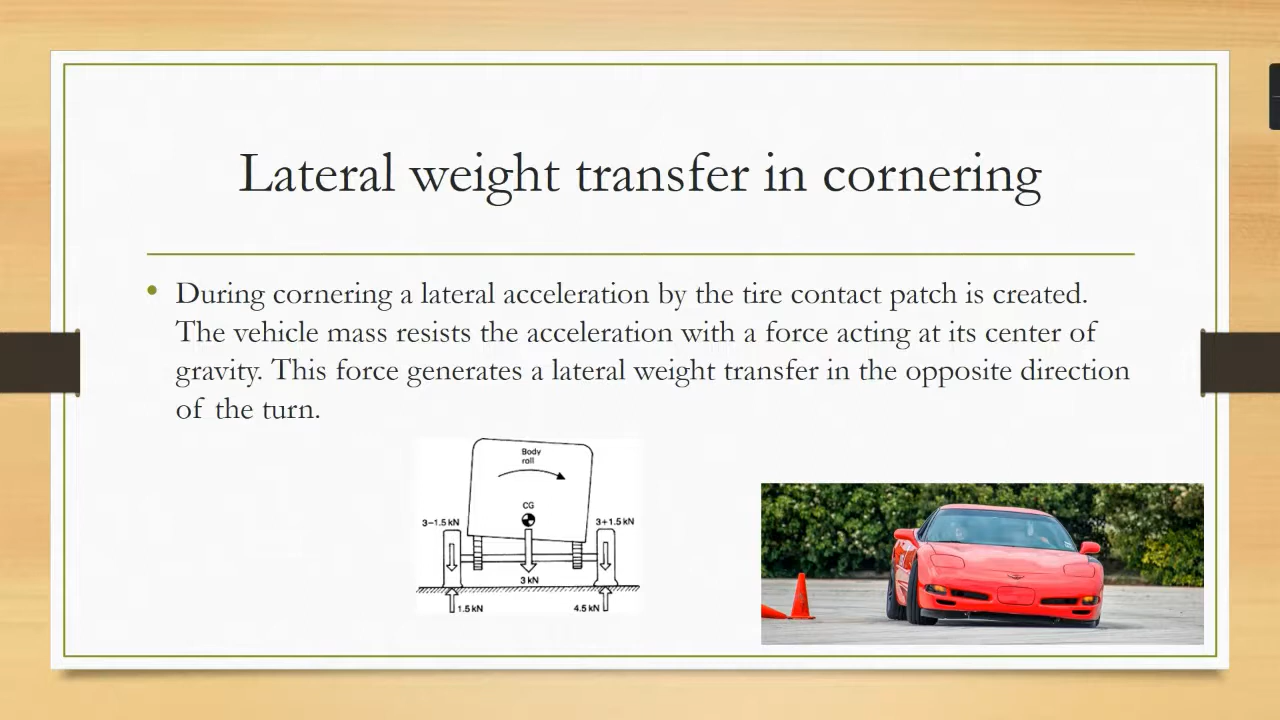 Lateral weight transfer in cornering
• During cornering a lateral acceleration by the tire contact patch is created.
The vehicle mass resists the acceleration with a force acting at its center of
gravity. This force generates a lateral weight transfer in the opposite direction
of the turn.
Body
roll
CG
3−1.5 kN
3+1.5 kN
3 kN
1.5 kN
4.5 kN